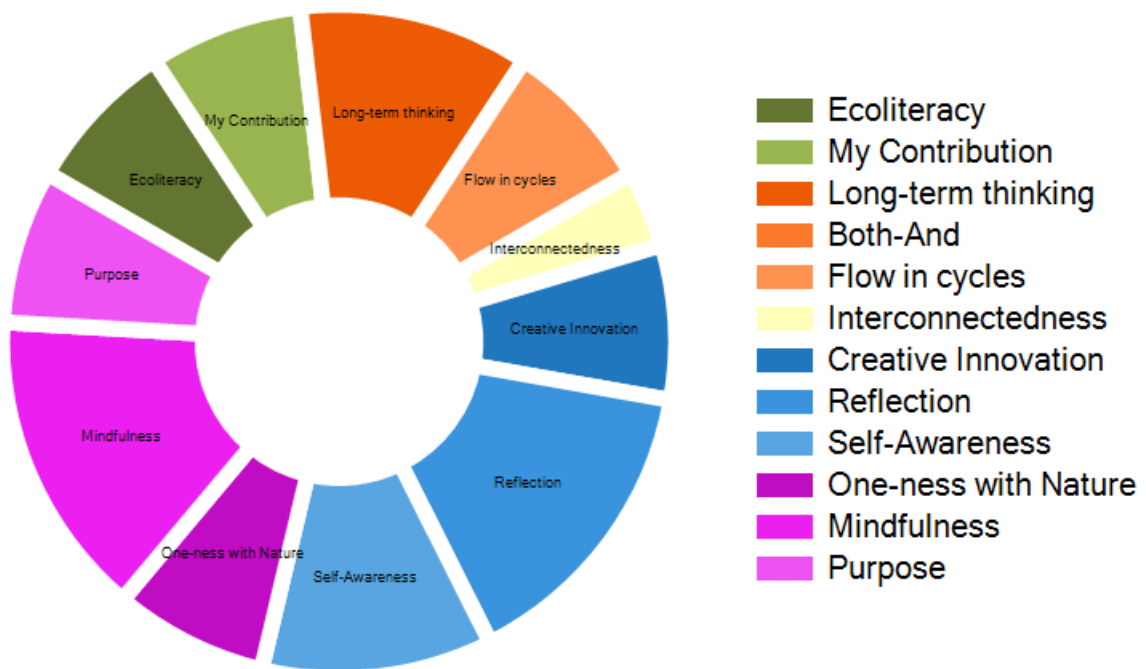 Long-term thinking
My Contribution
Flow in cycles
Ecoliteracy
Interconnectedness
Purpose
Creative Innovation
Mindfulness
Reflection
One-ness with Nature
Self-Awareness
Ecoliteracy
My Contribution
Long-term thinking
Both-And
Flow in cycles
Interconnectedness
Creative Innovation
Reflection
Self-Awareness
One-ness with Nature
Mindfulness
Purpose